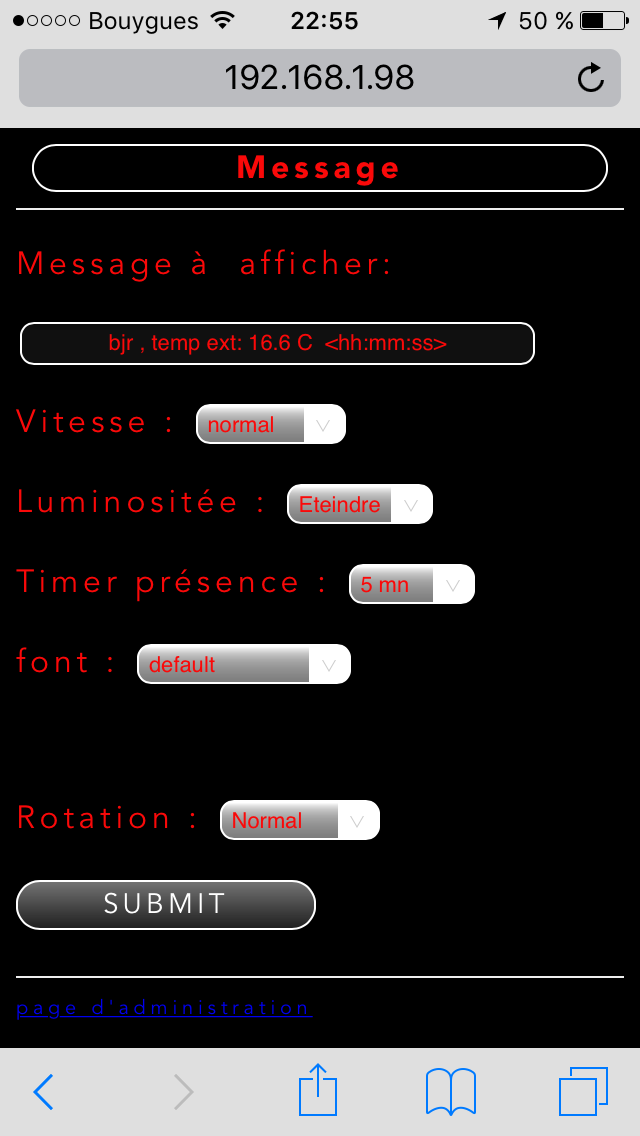 Bouygues 22:55 50 %
192.168.1.98
Message
Message à afficher:
bjr , temp ext: 16.6 C <hh:mm:ss>
Vitesse : normal
Luminositée : Eteindre
Timer présence : 5 mn
font : default
Rotation : Normal
SUBMIT
page d'administration